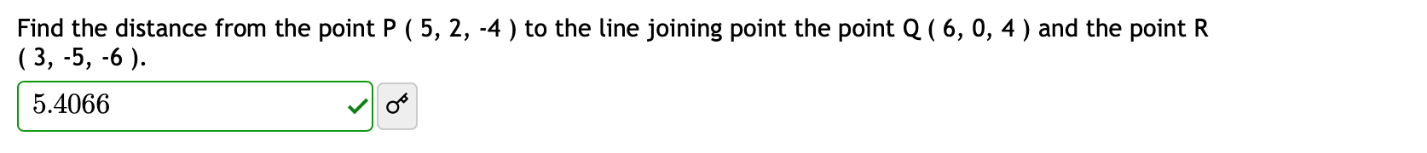 Find the distance from the point P ( 5, 2, -4 ) to the line joining point the point Q ( 6, 0, 4 ) and the point R
( 3, -5, -6 ).
5.4066